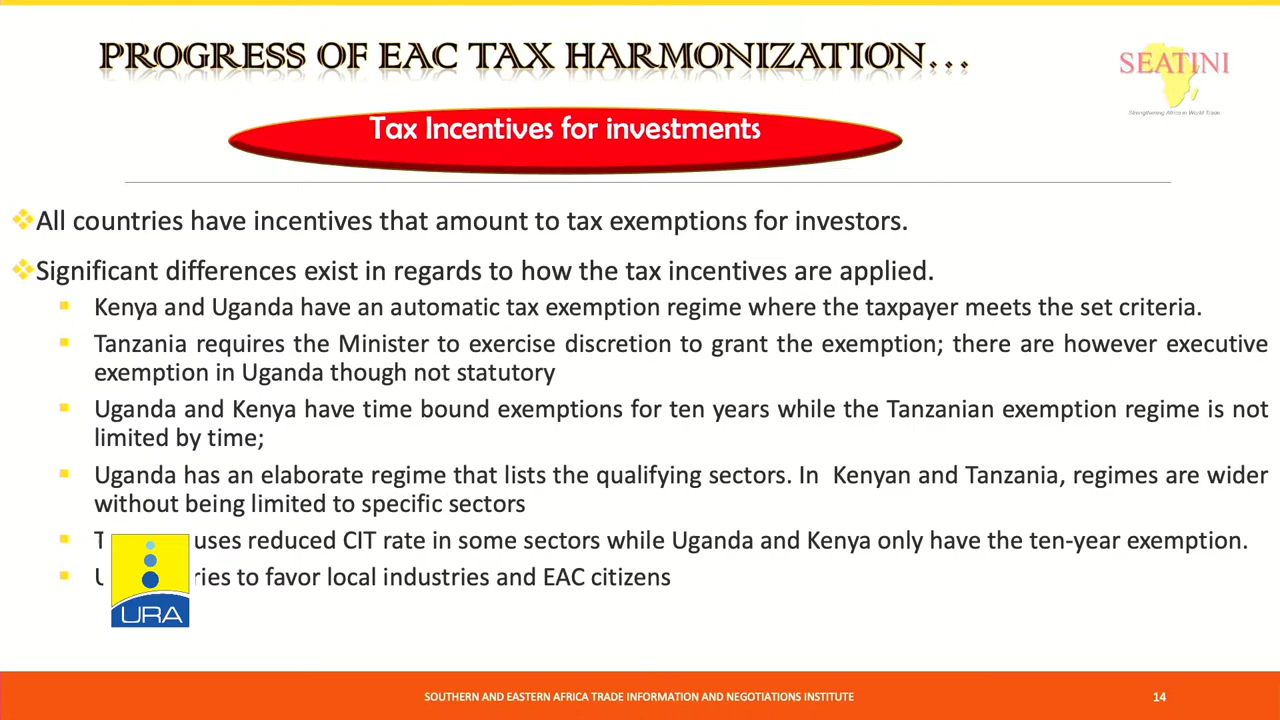 PROGRESS OF EAC TAX HARMONIZATION...
SEATINI
Strengthening Africa in World Trade
Tax Incentives for investments
All countries have incentives that amount to tax exemptions for investors.
Significant differences exist in regards to how the tax incentives are applied.
Kenya and Uganda have an automatic tax exemption regime where the taxpayer meets the set criteria.
Tanzania requires the Minister to exercise discretion to grant the exemption; there are however executive
exemption in Uganda though not statutory
Uganda and Kenya have time bound exemptions for ten years while the Tanzanian exemption regime is not
limited by time;
Uganda has an elaborate regime that lists the qualifying sectors. In Kenyan and Tanzania, regimes are wider
without being limited to specific sectors
uses reduced CIT rate in some sectors while Uganda and Kenya only have the ten-year exemption.
to favor local industries and EAC citizens
URA
SOUTHERN AND EASTERN AFRICA TRADE INFORMATION AND NEGOTIATIONS INSTITUTE
14